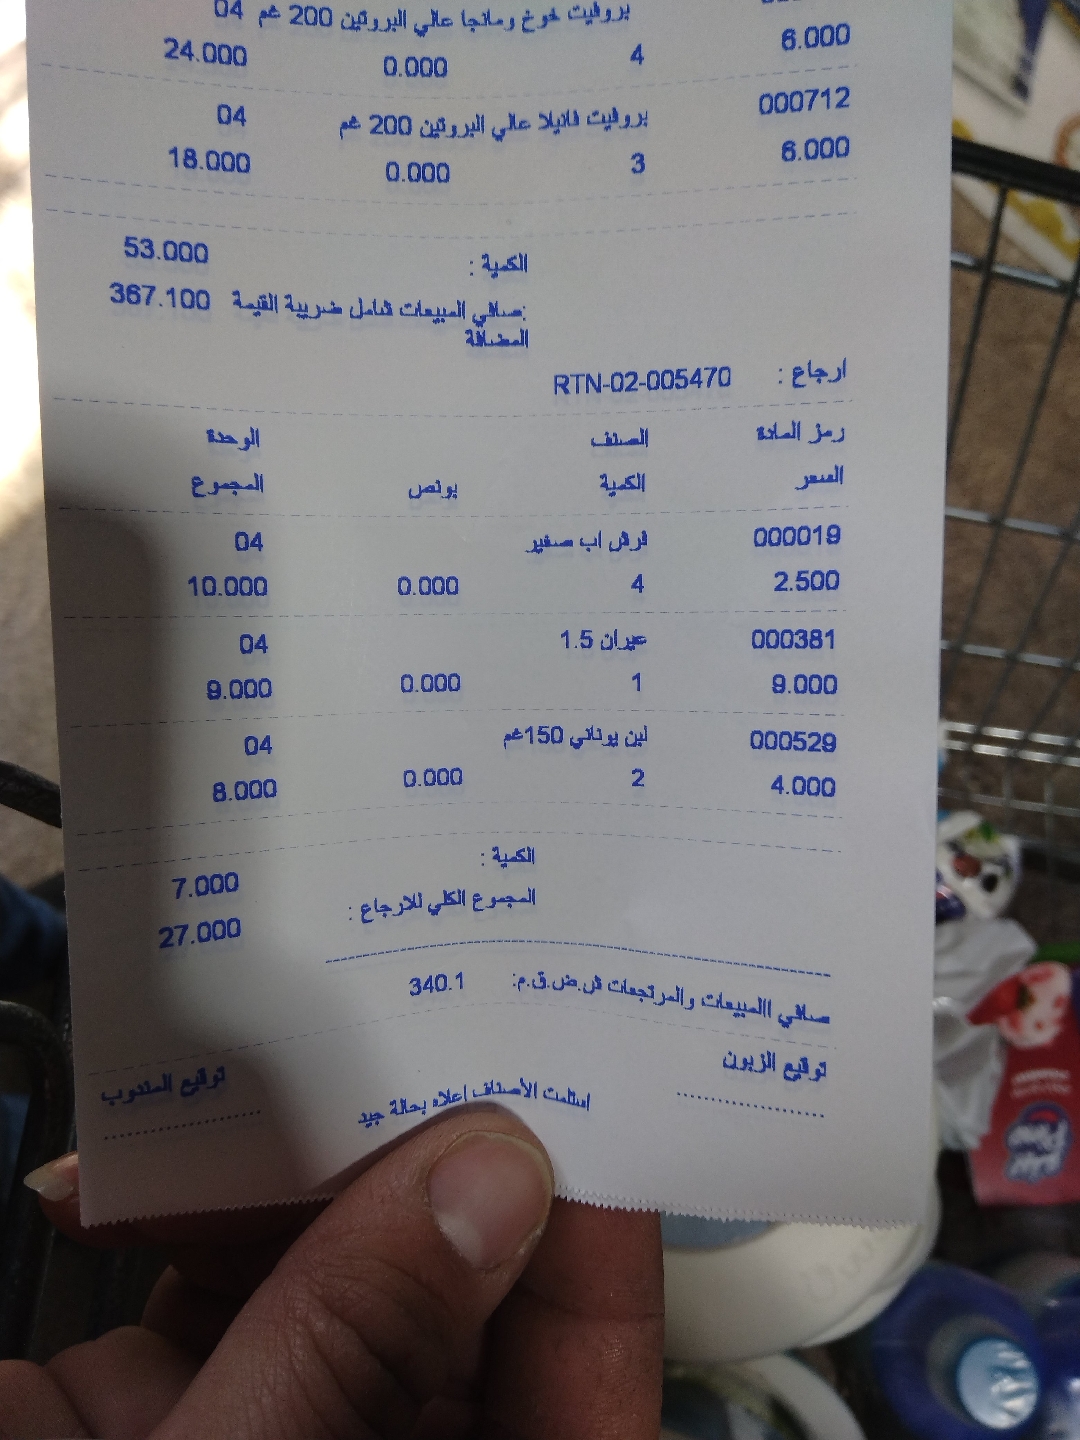 بروفيت خوخ ومانجا عالي البروتين 200 غم 04
6.000 4 0.000 24.000
000712 بروفيت فانيلا عالي البروتين 200 غم 04
6.000 3 0.000 18.000
الكمية : 53.000
صافي المبيعات شامل ضريبة القيمة 367.100
المضافة:
ارجاع : RTN-02-005470
رمز المادة الصنف الوحدة
السعر الكمية بونص المجموع
000019 فرش اب صغير 04
2.500 4 0.000 10.000
000381 عيران 1.5 04
9.000 1 0.000 9.000
000529 لبن يوناني 150غم 04
4.000 2 0.000 8.000
الكمية : 7.000
المجموع الكلي للارجاع : 27.000
صافي االمبيعات والمرتجعات ش.ض.ق.م: 340.1
توقيع الزبون توقيع المندوب
استلمت الأصناف اعلاه بحالة جيد